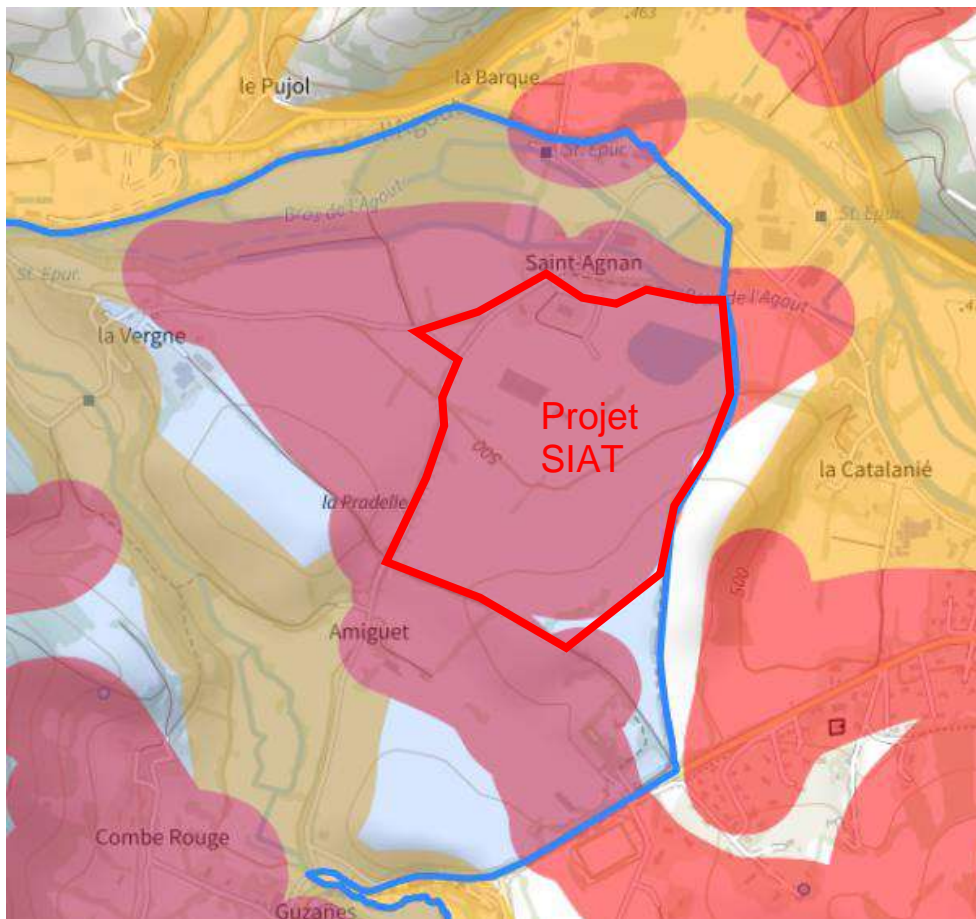 .463
la Barque
le Pujol
l'Agout
St. Epur.
Bras de l'Agout
St. Epur.
Saint-Agnan
St. Epur.
Bras de l'Agout
la Vergne
Projet
SIAT
500
la Catalanié
la Pradelle
500
Amiguet
Combe Rouge
Guzanes